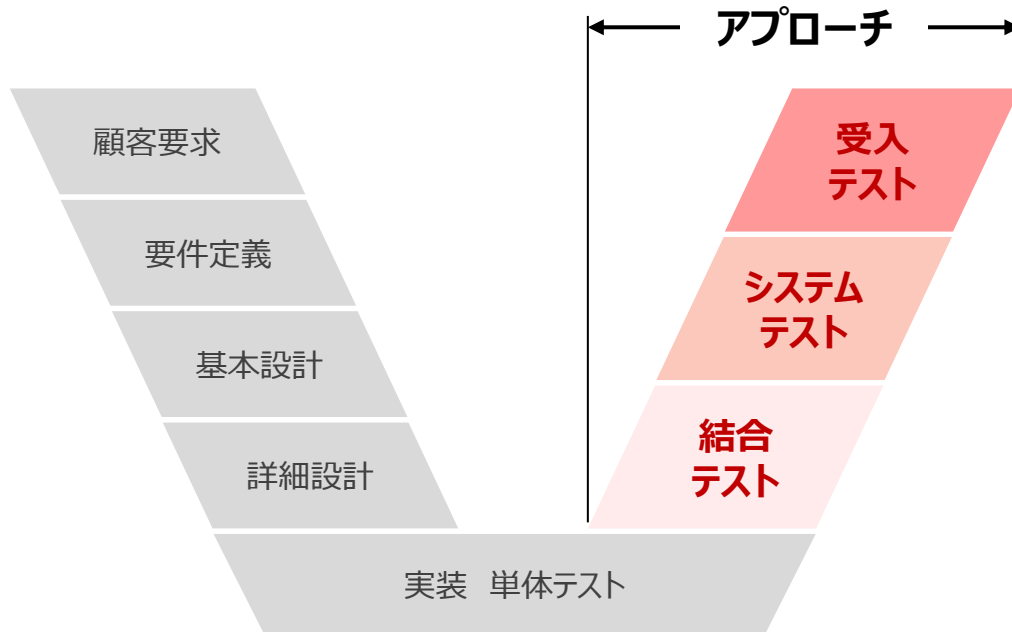 アプローチ
顧客要求
要件定義
基本設計
詳細設計
実装 単体テスト
受入
テスト
システム
テスト
結合
テスト